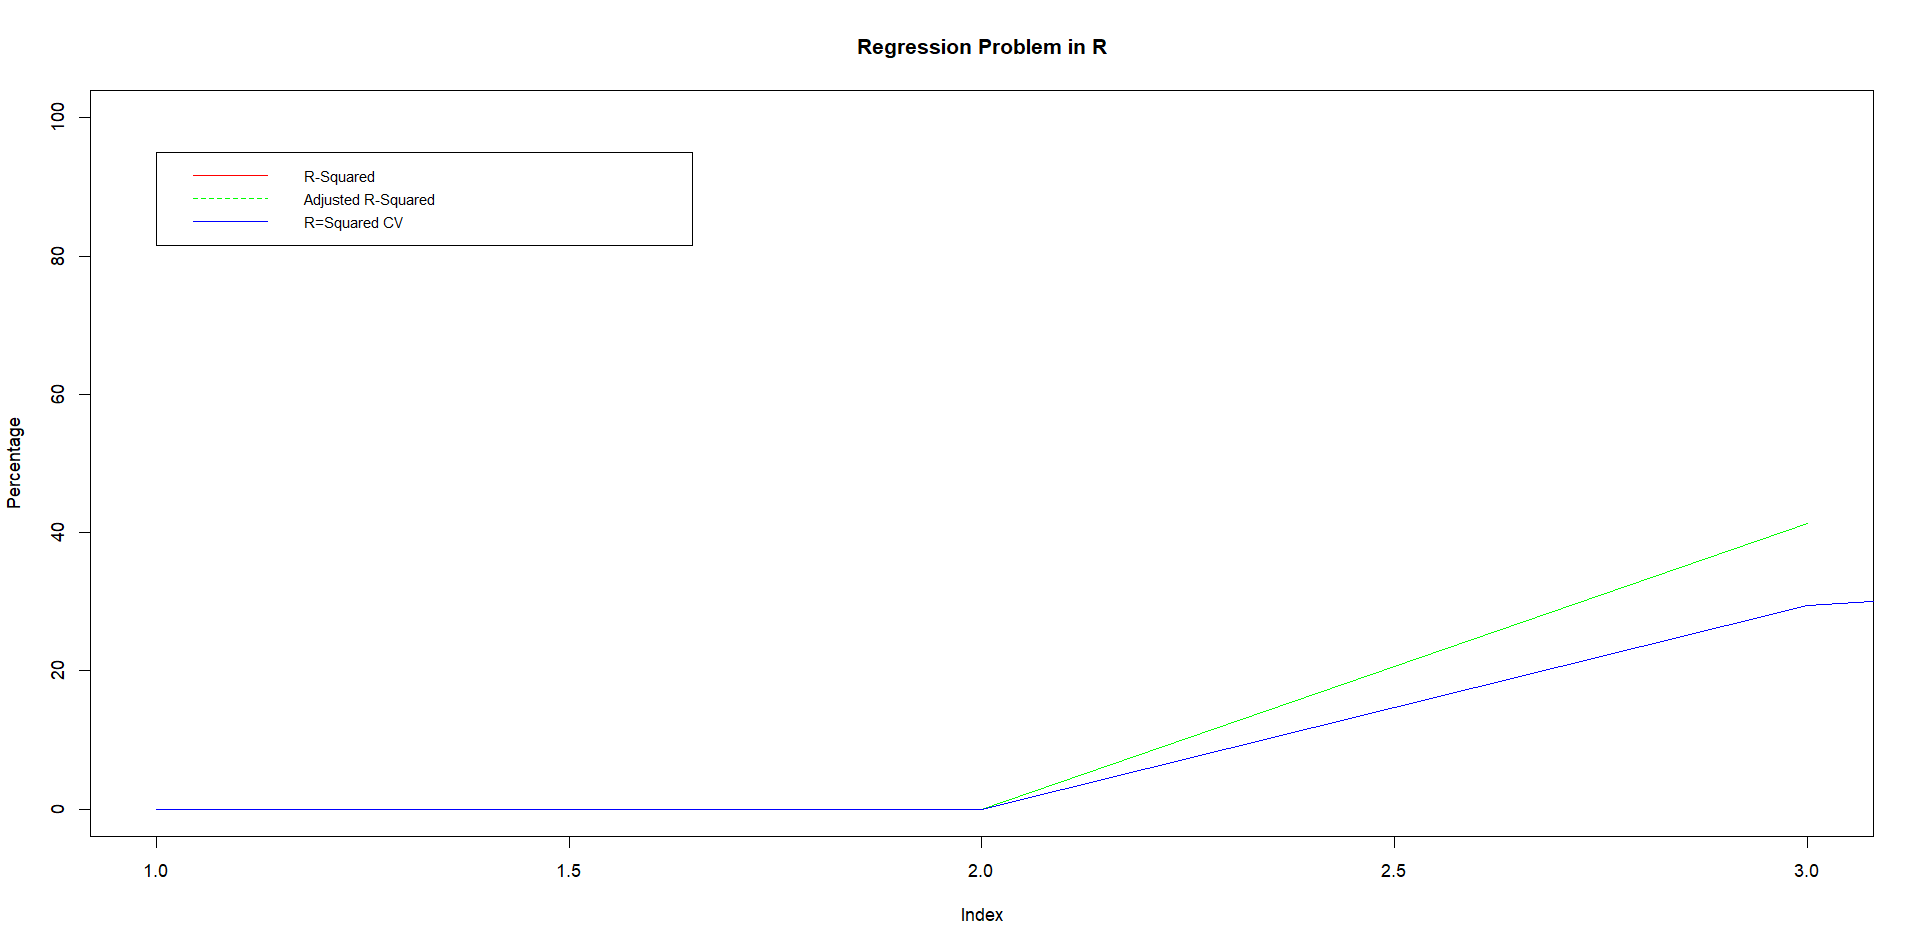 Regression Problem in R
100
80
60
40
20
0
Percentage
R-Squared
Adjusted R-Squared
R=Squared CV
1.0
1.5
2.0
2.5
3.0
Index